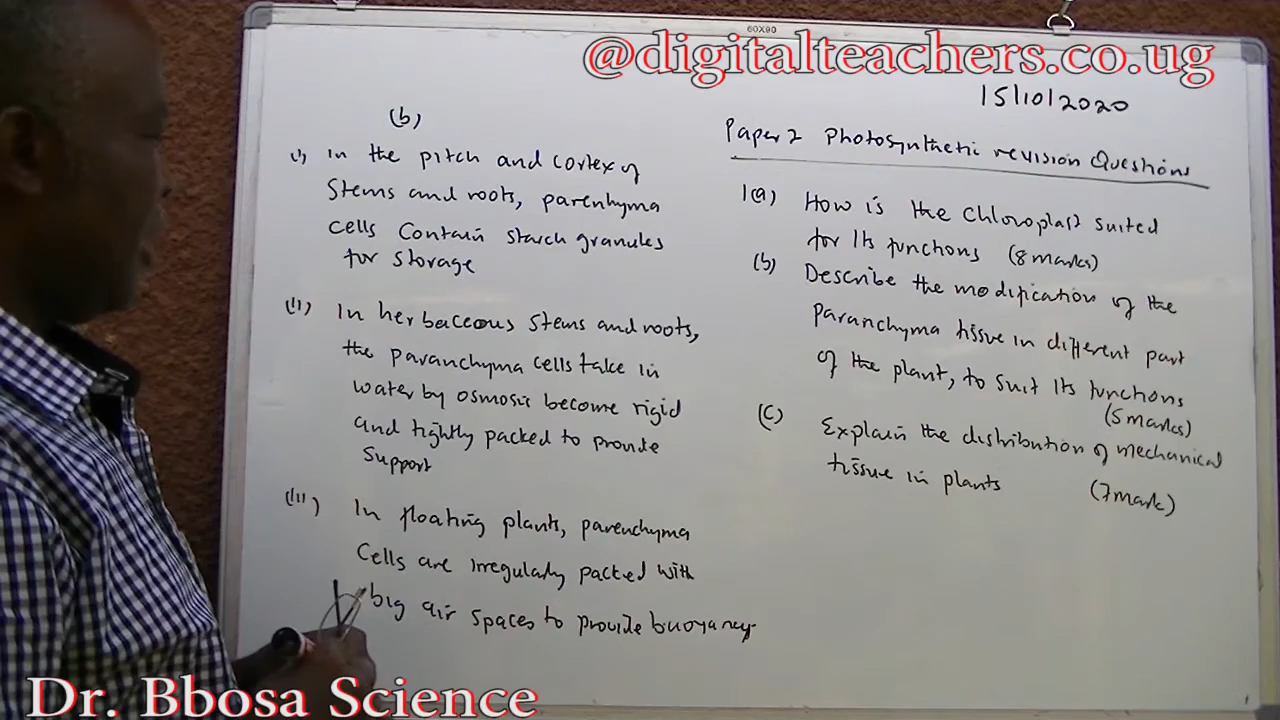 60X90
@digitalteachers.co.ug
15/10/2020
(b)
i) in the pitch and cortex of
stems and roots, parenhyma
cells contain starch granules
for storage
(ii) In herbaceous stems and roots,
the paranchyma cells take in
water by osmosis become rigid
and tightly packed to provide
support
(iii) In floating plants, parenchyma
cells are irregularly packed with
big air spaces to provide buoyancy
Paper 2 Photosynthetic revision Questions
1(a) How is the chloroplast suited
for its functions (8 marks)
(b) Describe the modification of the
paranchyma tissue in different part
of the plant, to suit its functions
(5 marks)
(c) Explain the distribution of mechanical
tissue in plants (7 mark)
Dr. Bbosa Science